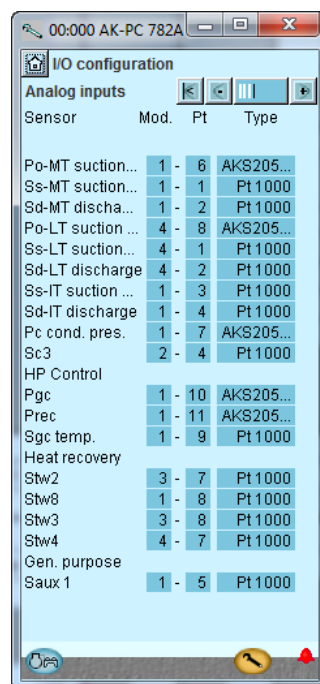 00:000 AK-PC 782A
I/O configuration
Analog inputs
Sensor Mod. Pt Type
Po-MT suction... 1 - 6 AKS205...
Ss-MT suction... 1 - 1 Pt 1000
Sd-MT discha... 1 - 2 Pt 1000
Po-LT suction ... 4 - 8 AKS205...
Ss-LT suction... 4 - 1 Pt 1000
Sd-LT discharge 4 - 2 Pt 1000
Ss-IT suction ... 1 - 3 Pt 1000
Sd-IT discharge 1 - 4 Pt 1000
Pc cond. pres. 1 - 7 AKS205...
Sc3 2 - 4 Pt 1000
HP Control
Pgc 1 - 10 AKS205...
Prec 1 - 11 AKS205...
Sgc temp. 1 - 9 Pt 1000
Heat recovery
Stw2 3 - 7 Pt 1000
Stw8 1 - 8 Pt 1000
Stw3 3 - 8 Pt 1000
Stw4 4 - 7 Pt 1000
Gen. purpose
Saux 1 1 - 5 Pt 1000